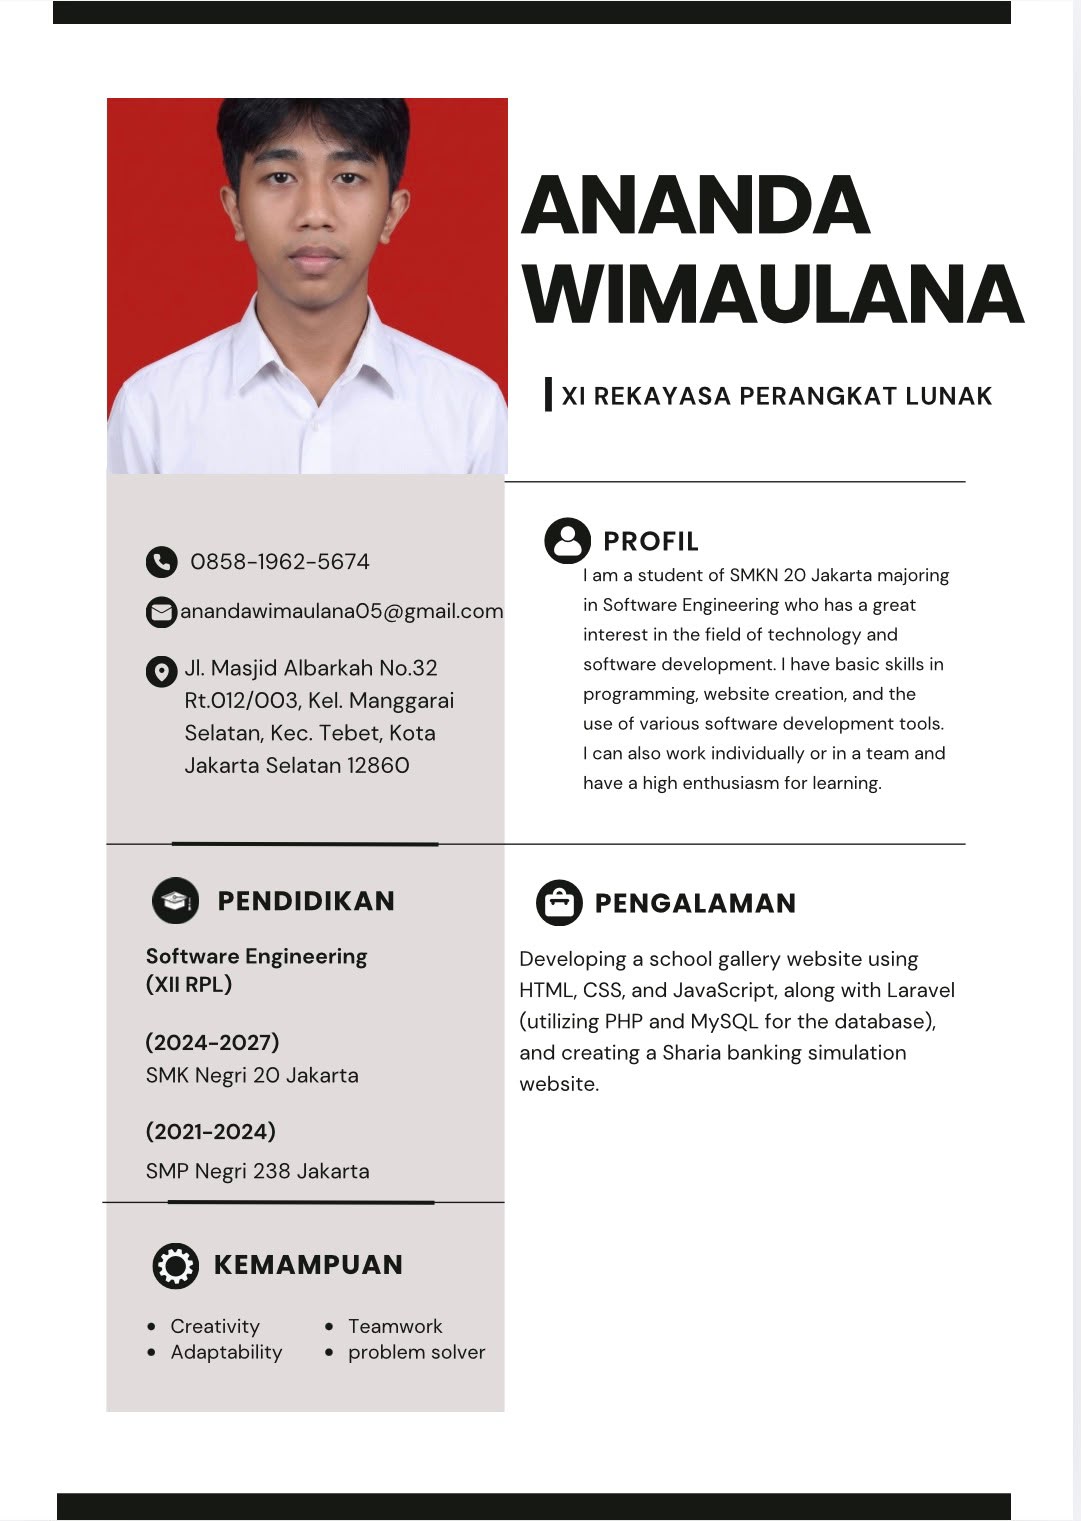 ANANDA
WIMAULANA
XI REKAYASA PERANGKAT LUNAK
0858-1962-5674
anandawimaulana05@gmail.com
Jl. Masjid Albarkah No.32
Rt.012/003, Kel. Manggarai
Selatan, Kec. Tebet, Kota
Jakarta Selatan 12860
PROFIL
I am a student of SMKN 20 Jakarta majoring
in Software Engineering who has a great
interest in the field of technology and
software development. I have basic skills in
programming, website creation, and the
use of various software development tools.
I can also work individually or in a team and
have a high enthusiasm for learning.
PENDIDIKAN
Software Engineering
(XII RPL)
(2024-2027)
SMK Negri 20 Jakarta
(2021-2024)
SMP Negri 238 Jakarta
PENGALAMAN
Developing a school gallery website using
HTML, CSS, and JavaScript, along with Laravel
(utilizing PHP and MySQL for the database),
and creating a Sharia banking simulation
website.
KEMAMPUAN
• Creativity
• Adaptability
• Teamwork
• problem solver